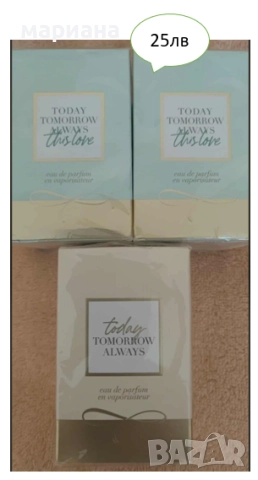 мариана
25лв
TODAY
TOMORROW
ALWAYS
this love
eau de parfum
en vaporisateur
TODAY
TOMORROW
ALWAYS
this love
eau de parfum
en vaporisateur
today
TOMORROW
ALWAYS
eau de parfum
en vaporisateur
BAZAR
bg